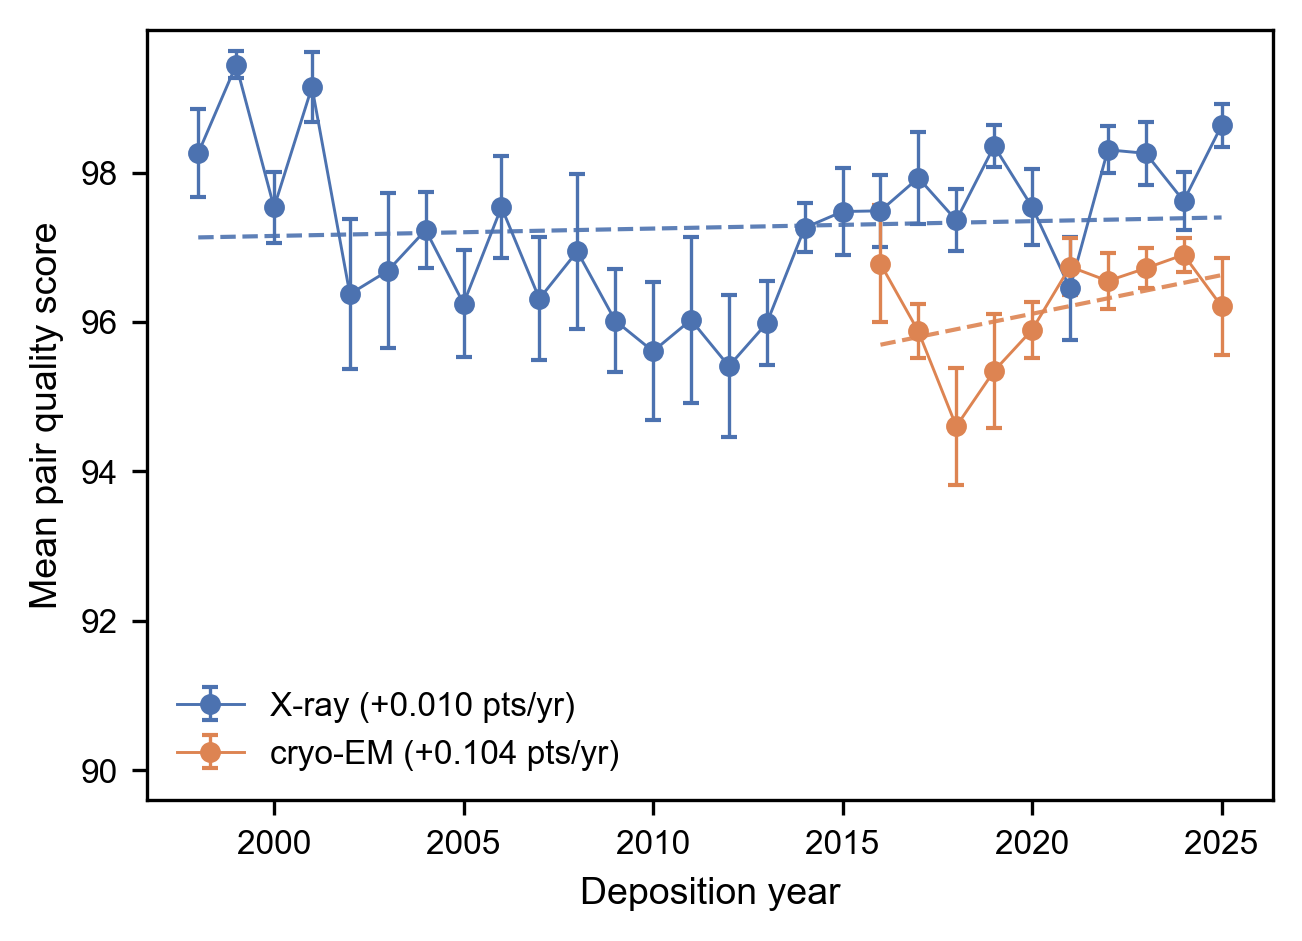 98
96
94
92
90
Mean pair quality score
X-ray (+0.010 pts/yr)
cryo-EM (+0.104 pts/yr)
2000 2005 2010 2015 2020 2025
Deposition year